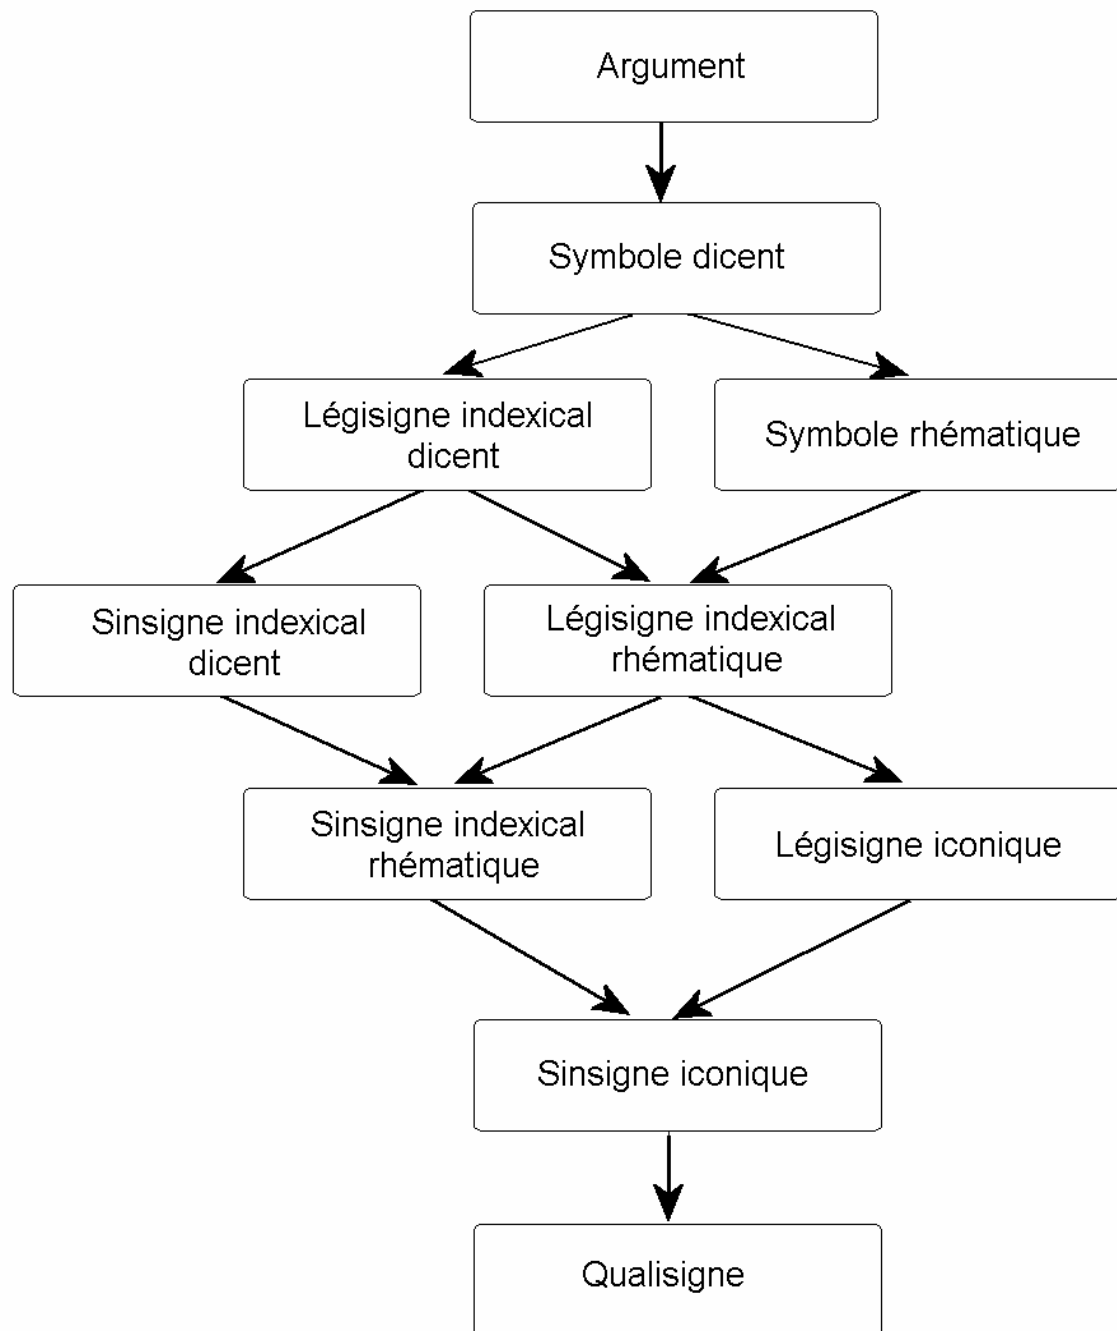 Argument
Symbole dicent
Légisigne indexical
dicent
Symbole rhématique
Sinsigne indexical
dicent
Légisigne indexical
rhématique
Sinsigne indexical
rhématique
Légisigne iconique
Sinsigne iconique
Qualisigne